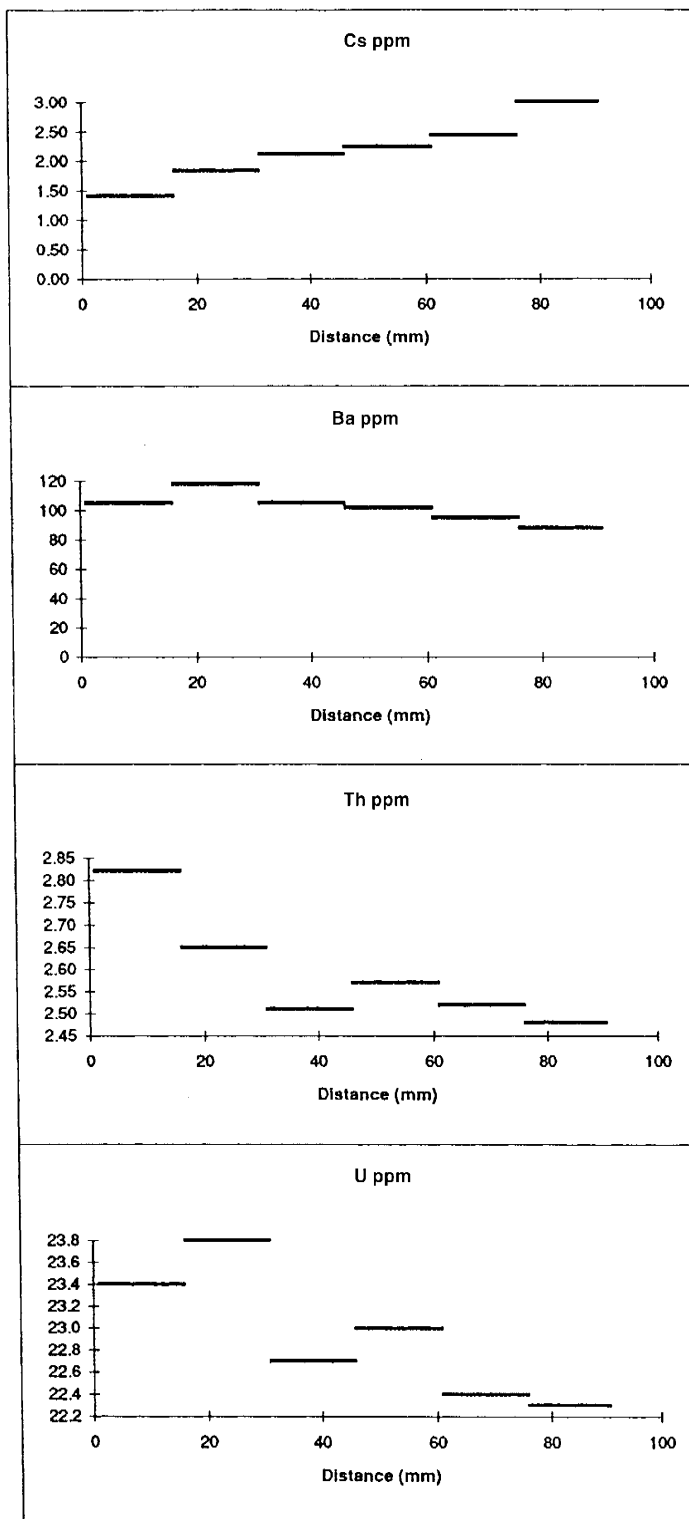 Cs ppm
3.00
2.50
2.00
1.50
1.00
0.50
0.00
0 20 40 60 80 100
Distance (mm)
Ba ppm
120
100
80
60
40
20
0
0 20 40 60 80 100
Distance (mm)
Th ppm
2.85
2.80
2.75
2.70
2.65
2.60
2.55
2.50
2.45
0 20 40 60 80 100
Distance (mm)
U ppm
23.8
23.6
23.4
23.2
23.0
22.8
22.6
22.4
22.2
0 20 40 60 80 100
Distance (mm)